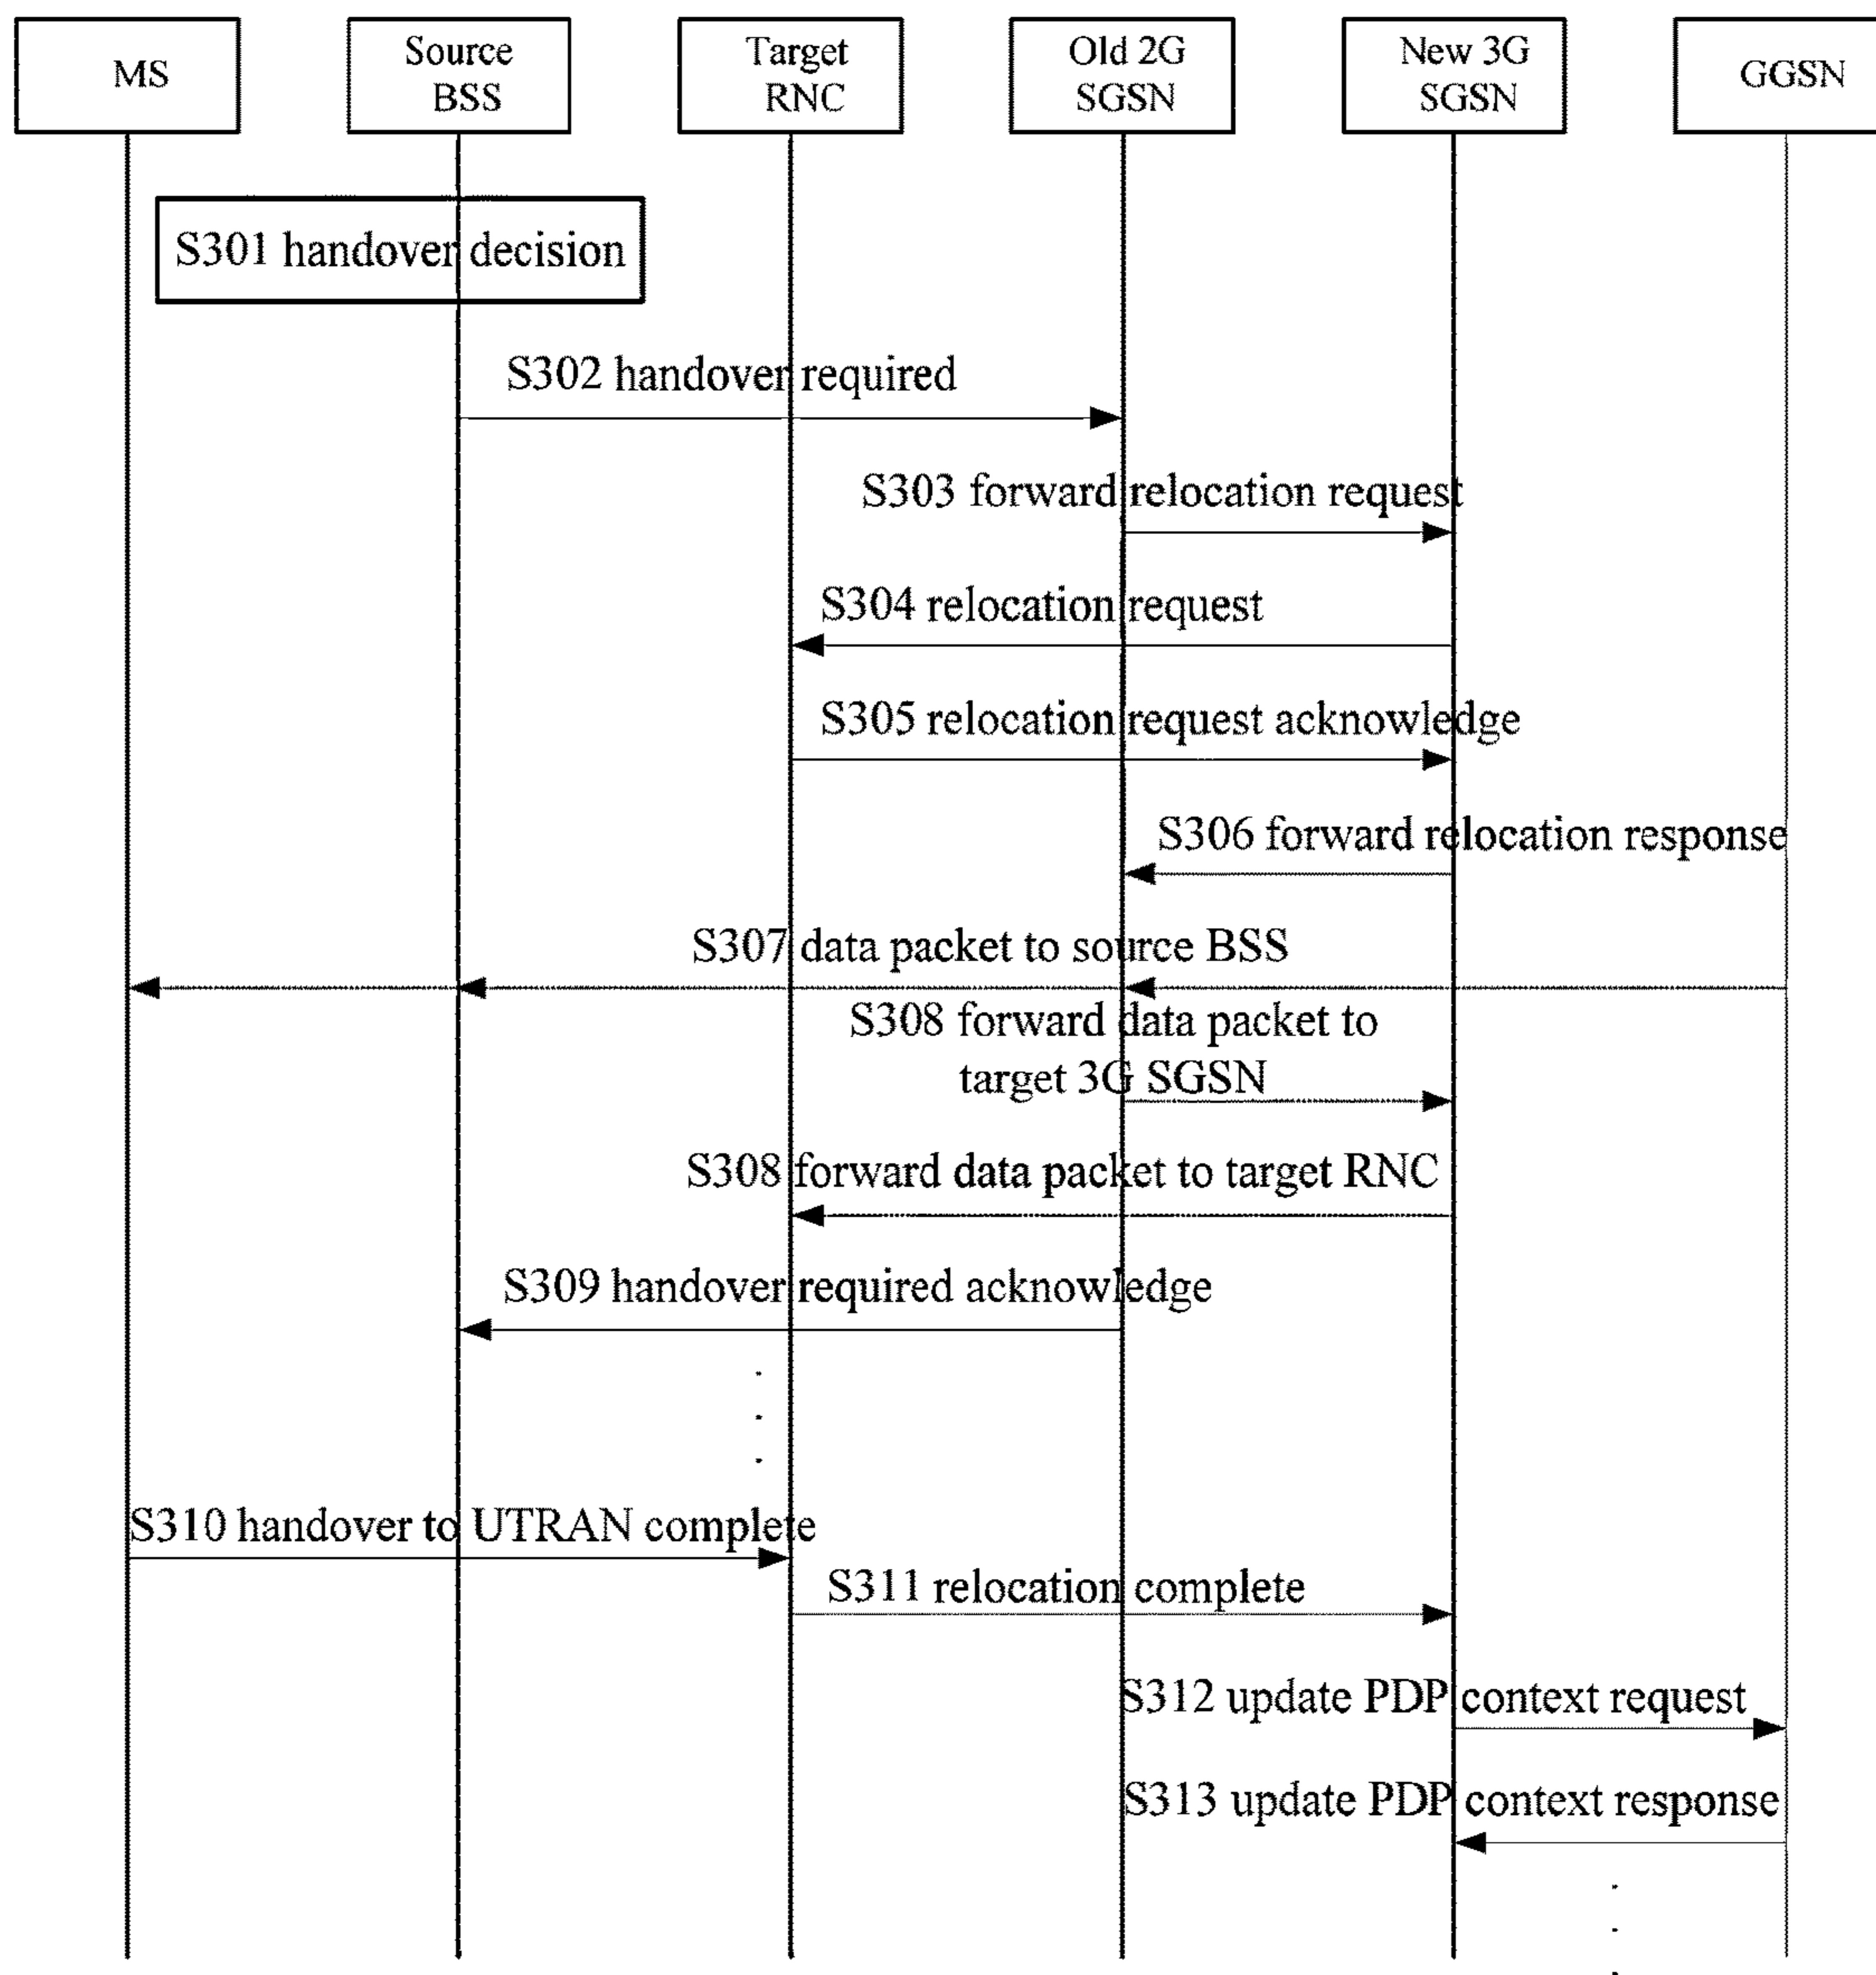 MS
Source
BSS
Target
RNC
Old 2G
SGSN
New 3G
SGSN
GGSN
S301 handover decision
S302 handover required
S303 forward relocation request
S304 relocation request
S305 relocation request acknowledge
S306 forward relocation response
S307 data packet to source BSS
S308 forward data packet to
target 3G SGSN
S308 forward data packet to target RNC
S309 handover required acknowledge
S310 handover to UTRAN complete
S311 relocation complete
S312 update PDP context request
S313 update PDP context response